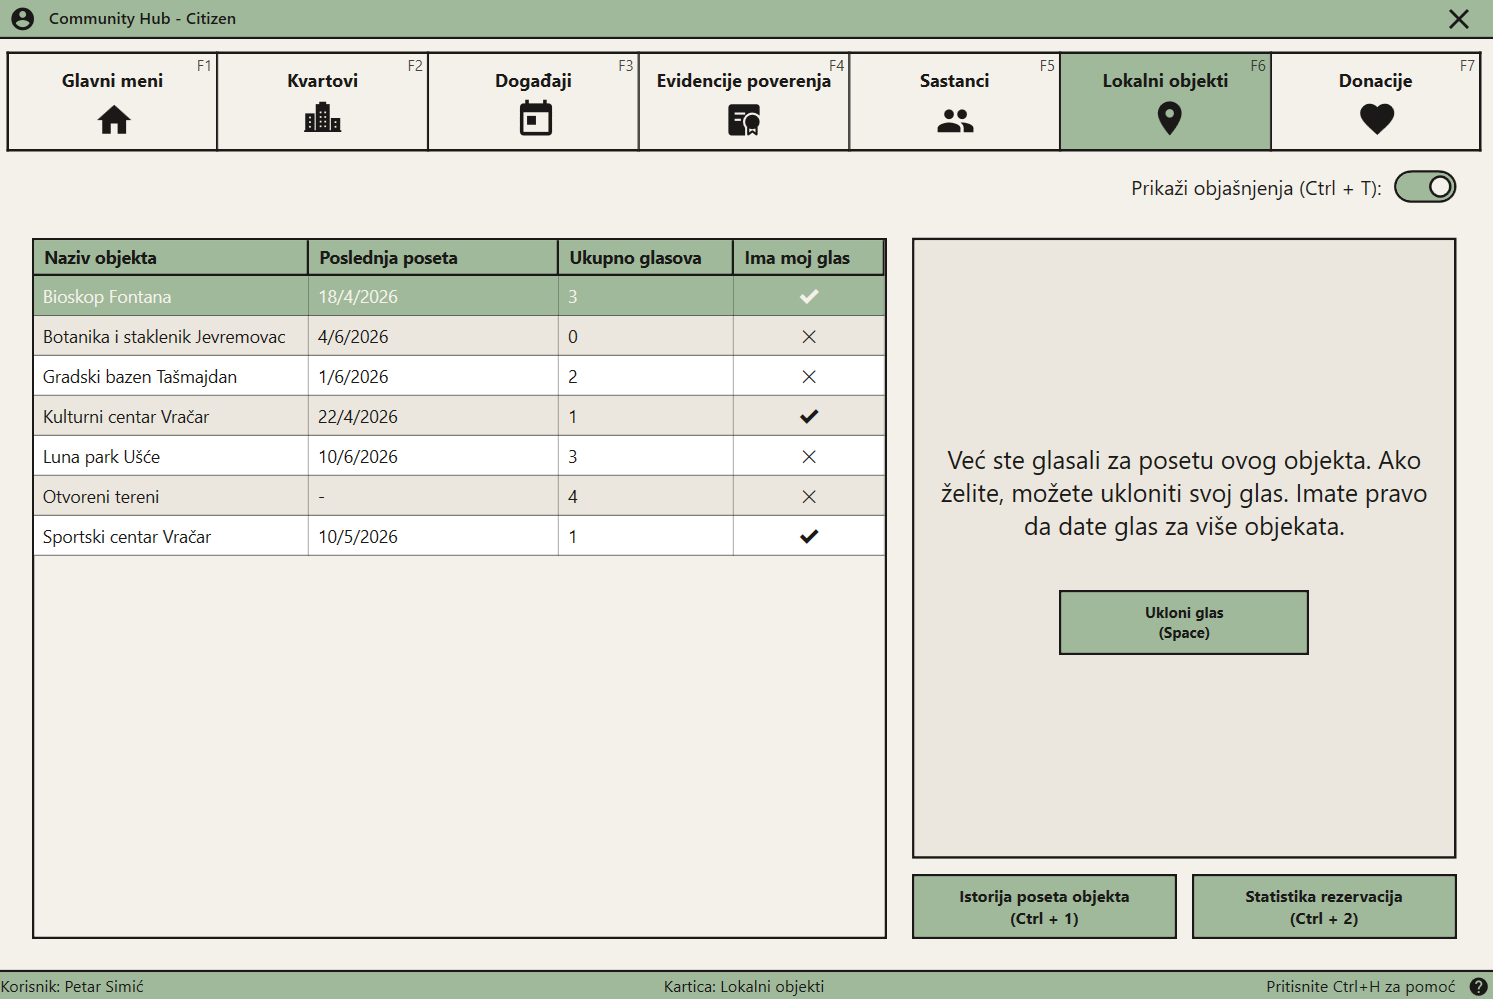 Community Hub - Citizen
Glavni meni F1
Kvartovi F2
Događaji F3
Evidencije poverenja F4
Sastanci F5
Lokalni objekti F6
Donacije F7
Prikaži objašnjenja (Ctrl + T):
Naziv objekta Poslednja poseta Ukupno glasova Ima moj glas
Bioskop Fontana 18/4/2026 3
Botanika i staklenik Jevremovac 4/6/2026 0
Gradski bazen Tašmajdan 1/6/2026 2
Kulturni centar Vračar 22/4/2026 1
Luna park Ušće 10/6/2026 3
Otvoreni tereni - 4
Sportski centar Vračar 10/5/2026 1
Već ste glasali za posetu ovog objekta. Ako
želite, možete ukloniti svoj glas. Imate pravo
da date glas za više objekata.
Ukloni glas
(Space)
Istorija poseta objekta
(Ctrl + 1)
Statistika rezervacija
(Ctrl + 2)
Korisnik: Petar Simić
Kartica: Lokalni objekti
Pritisnite Ctrl+H za pomoć